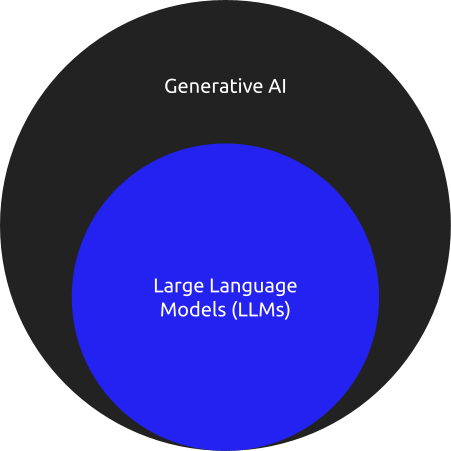 Generative AI
Large Language
Models (LLMs)